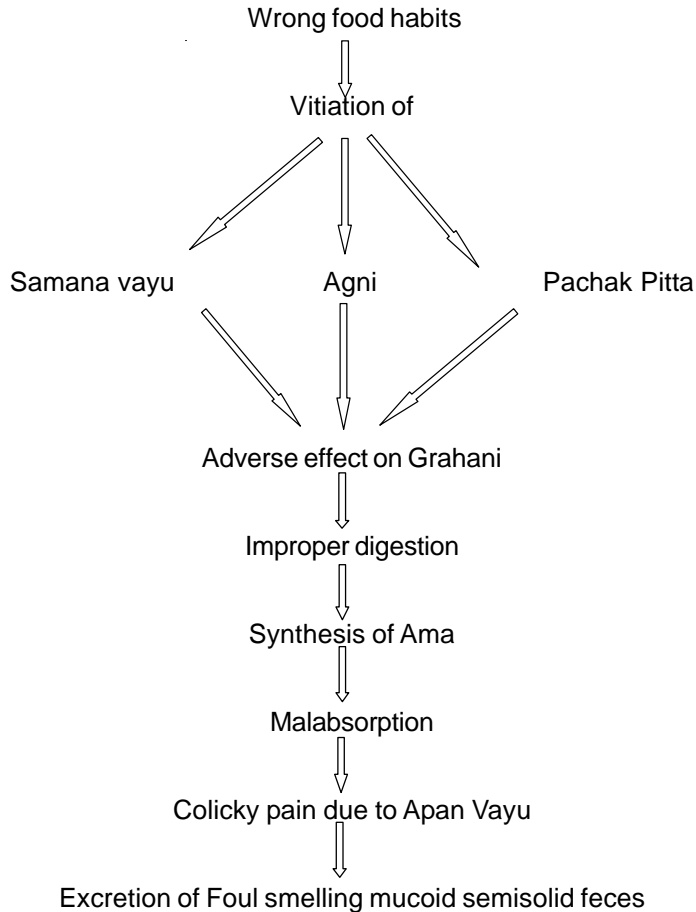 Wrong food habits
Vitiation of
Samana vayu Agni Pachak Pitta
Adverse effect on Grahani
Improper digestion
Synthesis of Ama
Malabsorption
Colicky pain due to Apan Vayu
Excretion of Foul smelling mucoid semisolid feces